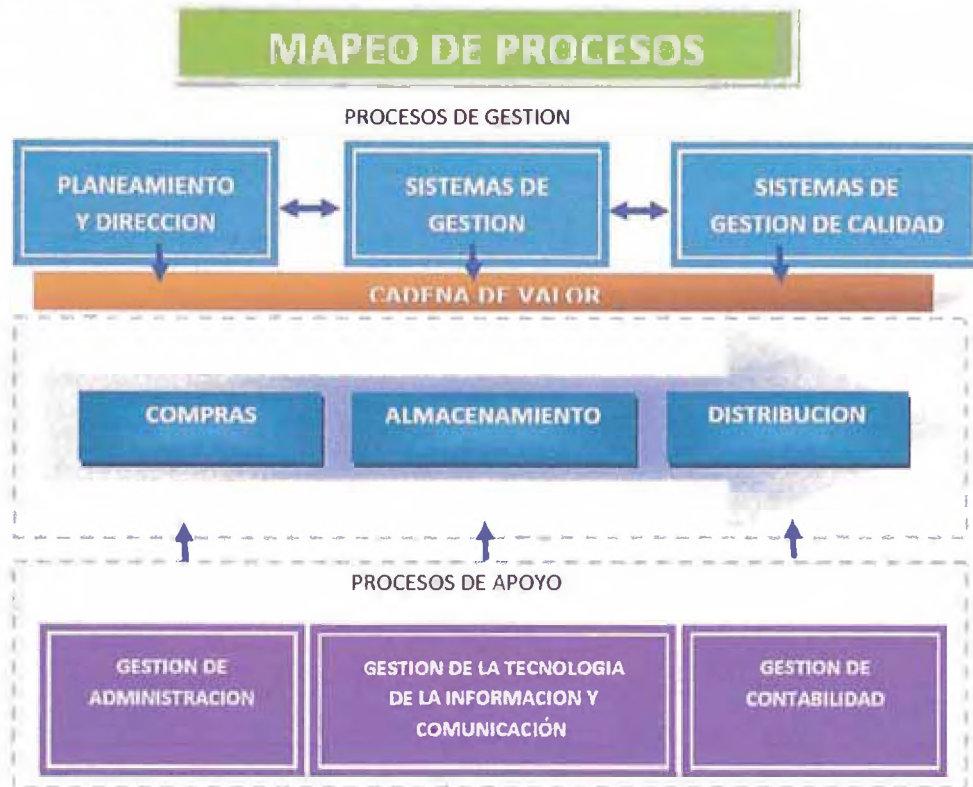 MAPEO DE PROCESOS
PROCESOS DE GESTION
PLANEAMIENTO
Y DIRECCION
SISTEMAS DE
GESTION
SISTEMAS DE
GESTION DE CALIDAD
CADENA DE VALOR
COMPRAS
ALMACENAMIENTO
DISTRIBUCION
PROCESOS DE APOYO
GESTION DE
ADMINISTRACION
GESTION DE LA TECNOLOGIA
DE LA INFORMACION Y
COMUNICACIÓN
GESTION DE
CONTABILIDAD